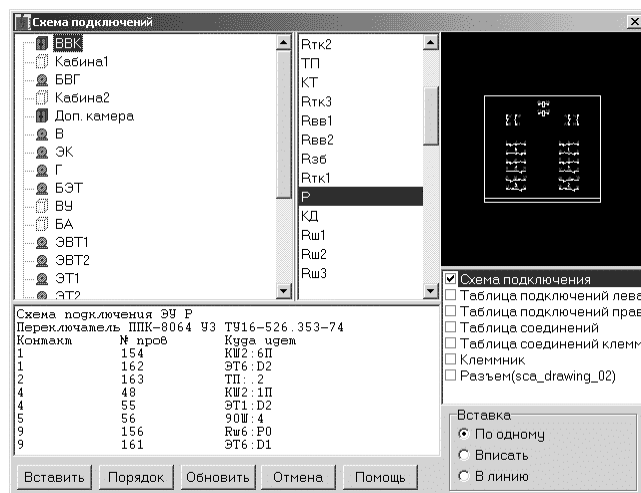 Схема подключений
ВВК
Кабина1
БВГ
Кабина2
Доп. камера
В
ЭК
Г
БЭТ
ВУ
БА
ЭВТ1
ЭВТ2
ЭТ1
ЭТ2
Rтк2
ТП
КТ
Rтк3
Rвв1
Rвв2
Rзб
Rтк1
Р
КД
Rш1
Rш2
Rш3
Схема подключения ЭУ Р
Переключатель ППК-8064 У3 ТУ16-526.353-74
Контакт № пров Куда идет
1 154 КШ2:6П
1 162 ЭТ6:D2
2 163 ТП:.2
4 48 КШ2:1П
4 55 ЭТ1:D2
5 56 90Ш:4
9 156 Rш6:Р0
9 161 ЭТ6:D1
Схема подключения
Таблица подключений лева
Таблица подключений прав
Таблица соединений
Таблица соединений клемм
Клеммник
Разъем(sca_drawing_02)
Вставка
По одному
Вписать
В линию
Вставить Порядок Обновить Отмена Помощь